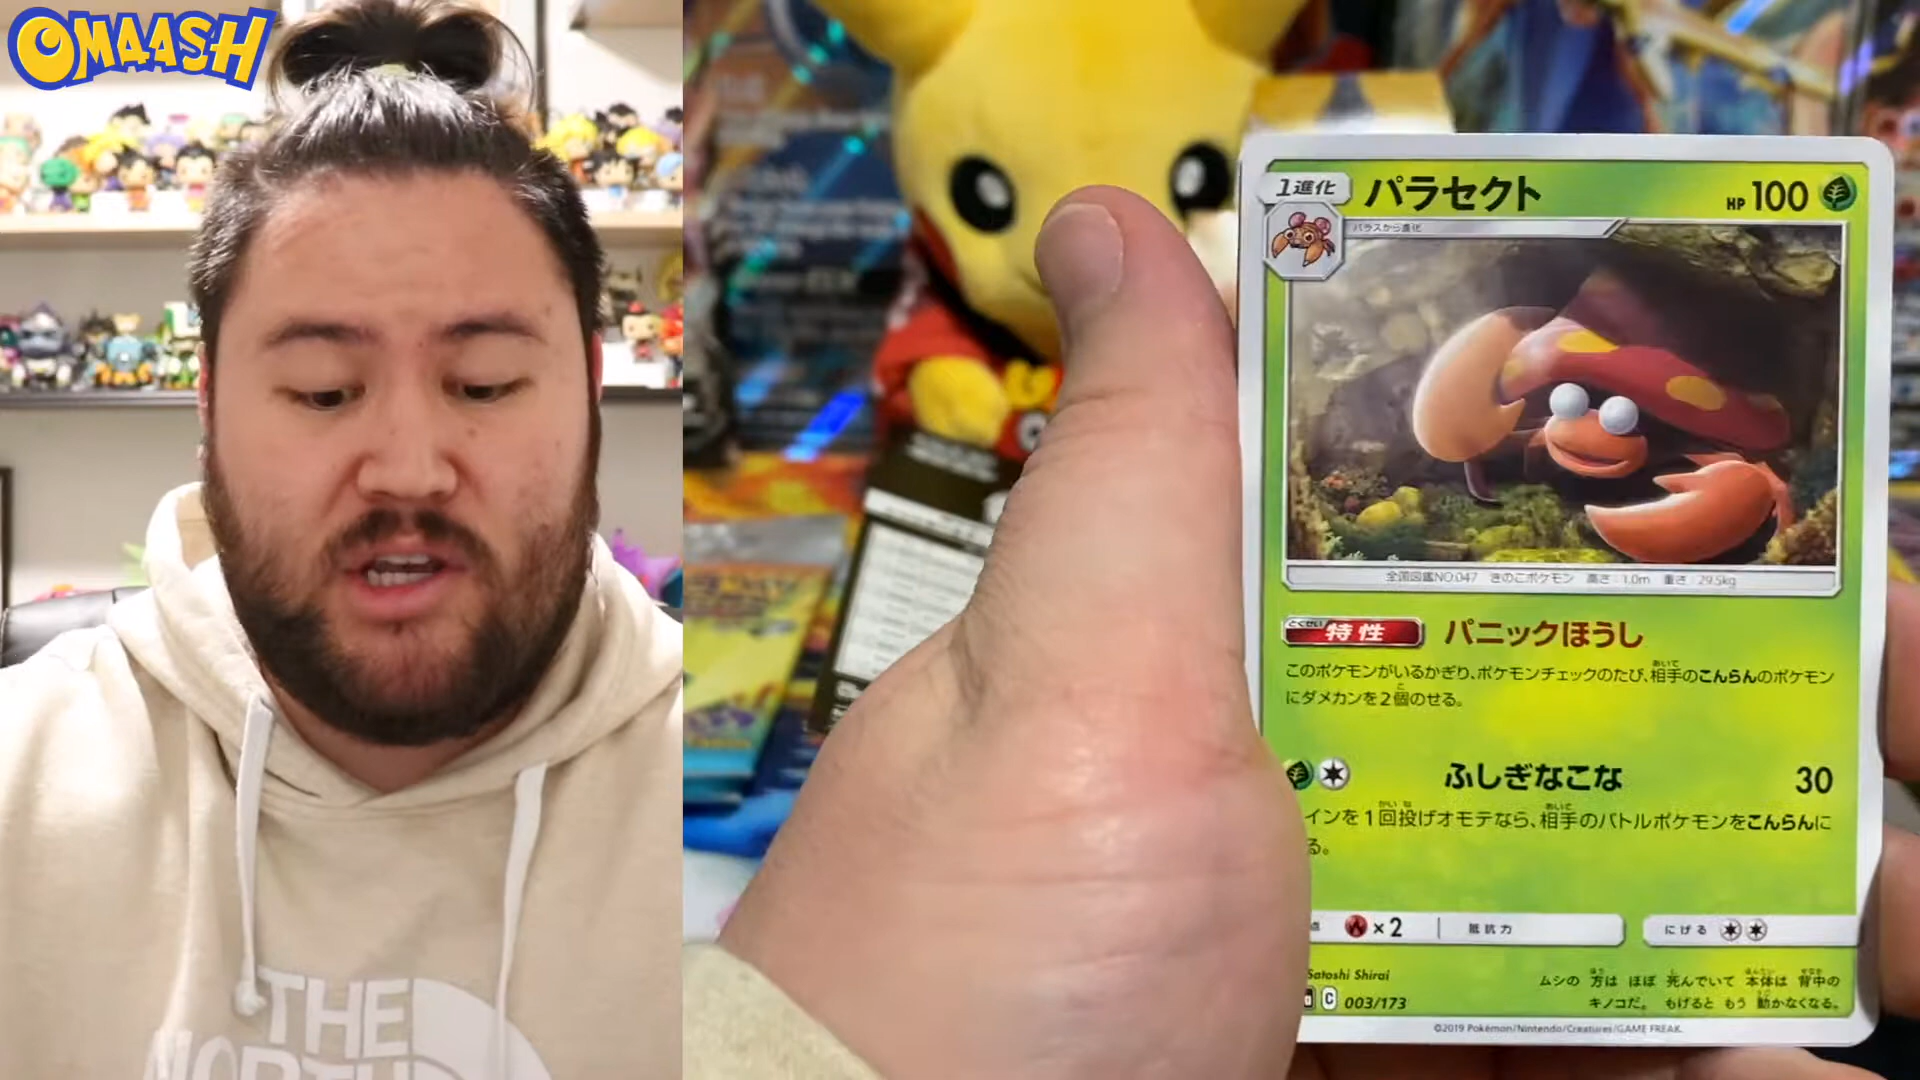 OMAASH
1進化
パラセクト
HP 100
パラスから進化
全国図鑑NO.047 きのこポケモン 高さ:1.0m 重さ:29.5kg
とくせい
特性
パニックほうし
このポケモンがいるかぎり、ポケモンチェックのたび、相手のこんらんのポケモン
にダメカンを2個のせる。
ふしぎなこな 30
インを1回投げオモテなら、相手のバトルポケモンをこんらんに
る。
×2
抵抗力
にげる
Satoshi Shirai
C 003/173
ムシの 方は ほぼ 死んでいて 本体は 背中の
キノコだ。 もげると もう 動かなくなる。
©2019 Pokémon/Nintendo/Creatures/GAME FREAK.
THE
NORTH